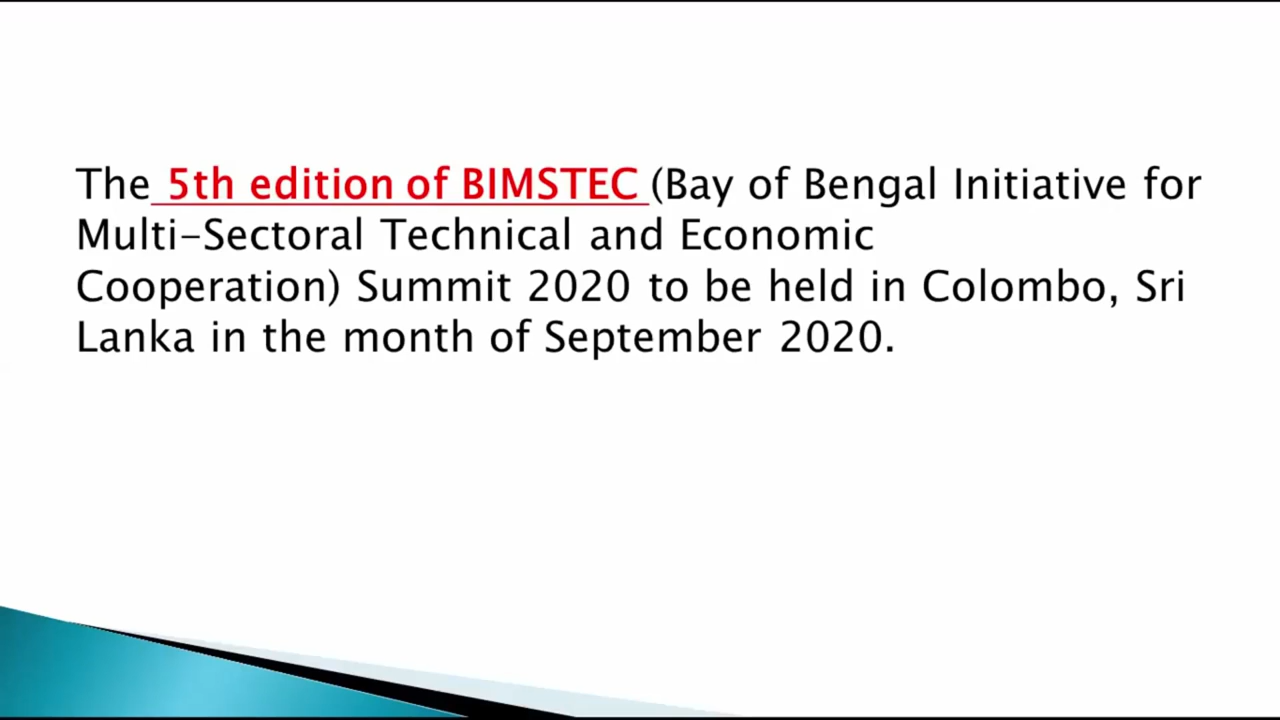 The 5th edition of BIMSTEC (Bay of Bengal Initiative for
Multi-Sectoral Technical and Economic
Cooperation) Summit 2020 to be held in Colombo, Sri
Lanka in the month of September 2020.